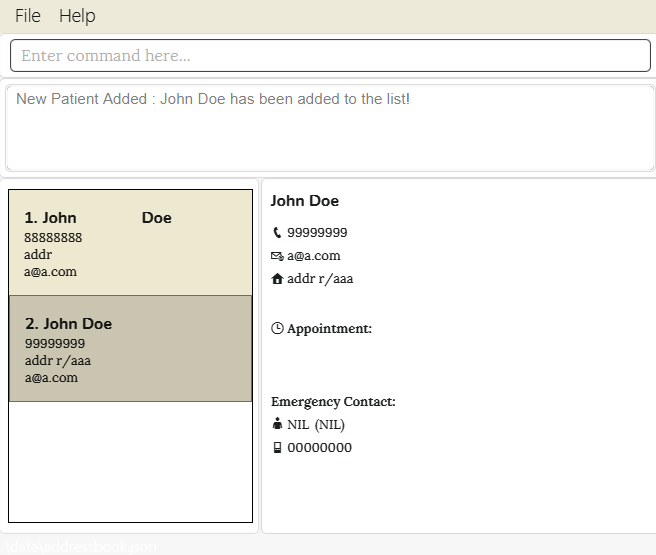 File Help
Enter command here...
New Patient Added : John Doe has been added to the list!
1. John Doe
88888888
addr
a@a.com
2. John Doe
99999999
addr r/aaa
a@a.com
John Doe
99999999
a@a.com
addr r/aaa
Appointment:
Emergency Contact:
NIL (NIL)
00000000
.\data\addressbook.json